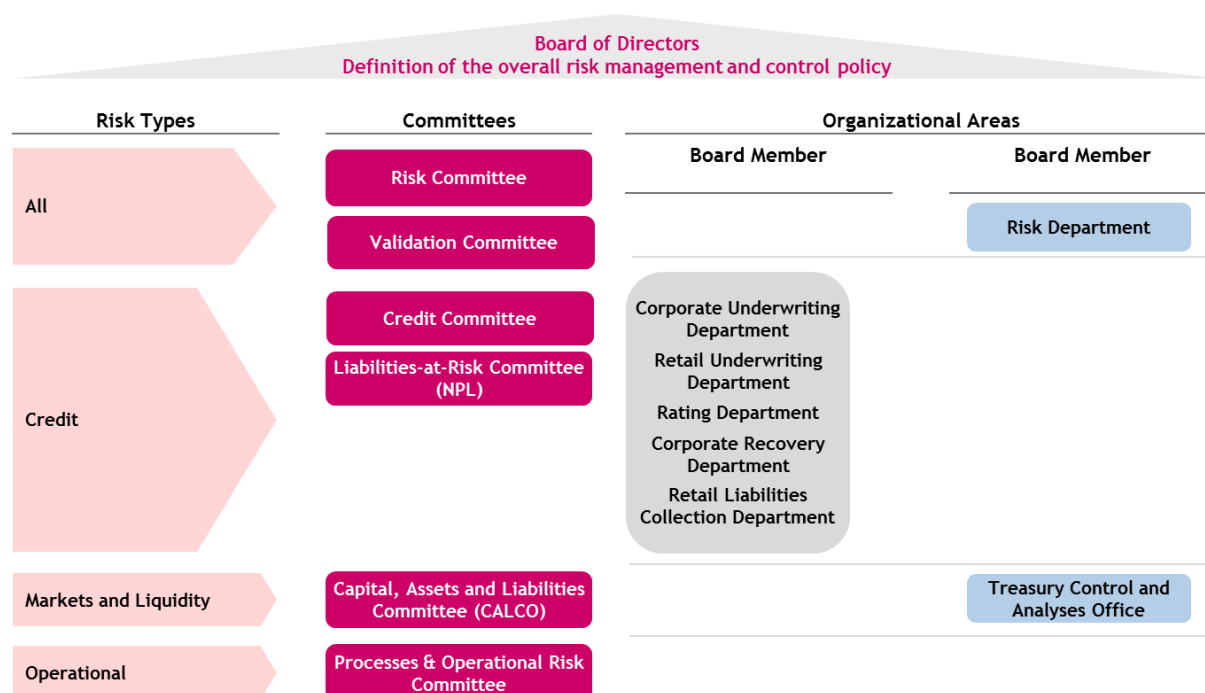 Board of Directors
Definition of the overall risk management and control policy
Risk Types
Committees
Organizational Areas
Board Member
Board Member
All
Risk Committee
Validation Committee
Risk Department
Credit
Credit Committee
Liabilities-at-Risk Committee
(NPL)
Corporate Underwriting
Department
Retail Underwriting
Department
Rating Department
Corporate Recovery
Department
Retail Liabilities
Collection Department
Markets and Liquidity
Capital, Assets and Liabilities
Committee (CALCO)
Treasury Control and
Analyses Office
Operational
Processes & Operational Risk
Committee